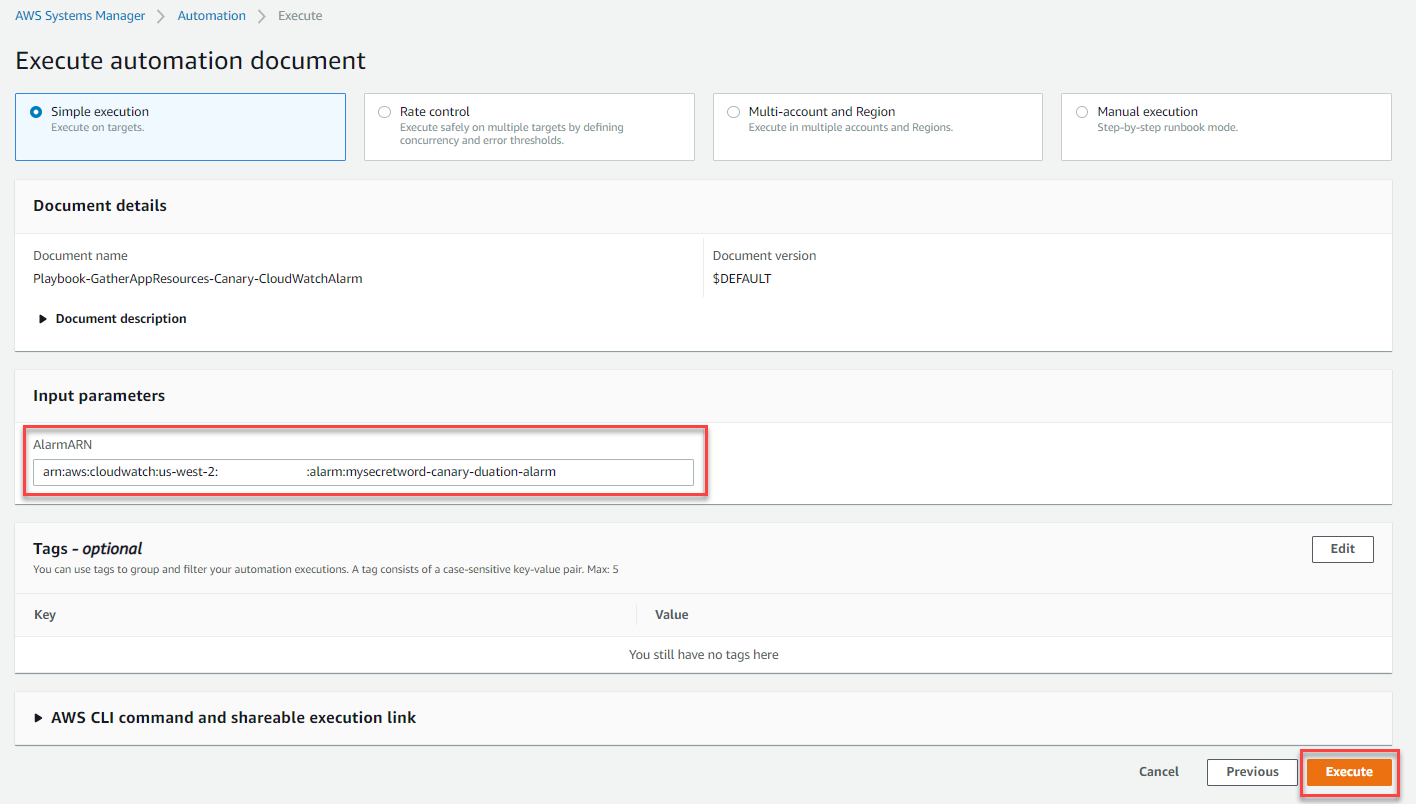 AWS Systems Manager > Automation > Execute
Execute automation document
Simple execution
Execute on targets.
Rate control
Execute safely on multiple targets by defining
concurrency and error thresholds.
Multi-account and Region
Execute in multiple accounts and Regions.
Manual execution
Step-by-step runbook mode.
Document details
Document name
Playbook-GatherAppResources-Canary-CloudWatchAlarm
Document version
$DEFAULT
Document description
Input parameters
AlarmARN
arn:aws:cloudwatch:us-west-2: :alarm:mysecretword-canary-duation-alarm
Tags - optional
Edit
You can use tags to group and filter your automation executions. A tag consists of a case-sensitive key-value pair. Max: 5
Key Value
You still have no tags here
AWS CLI command and shareable execution link
Cancel Previous Execute